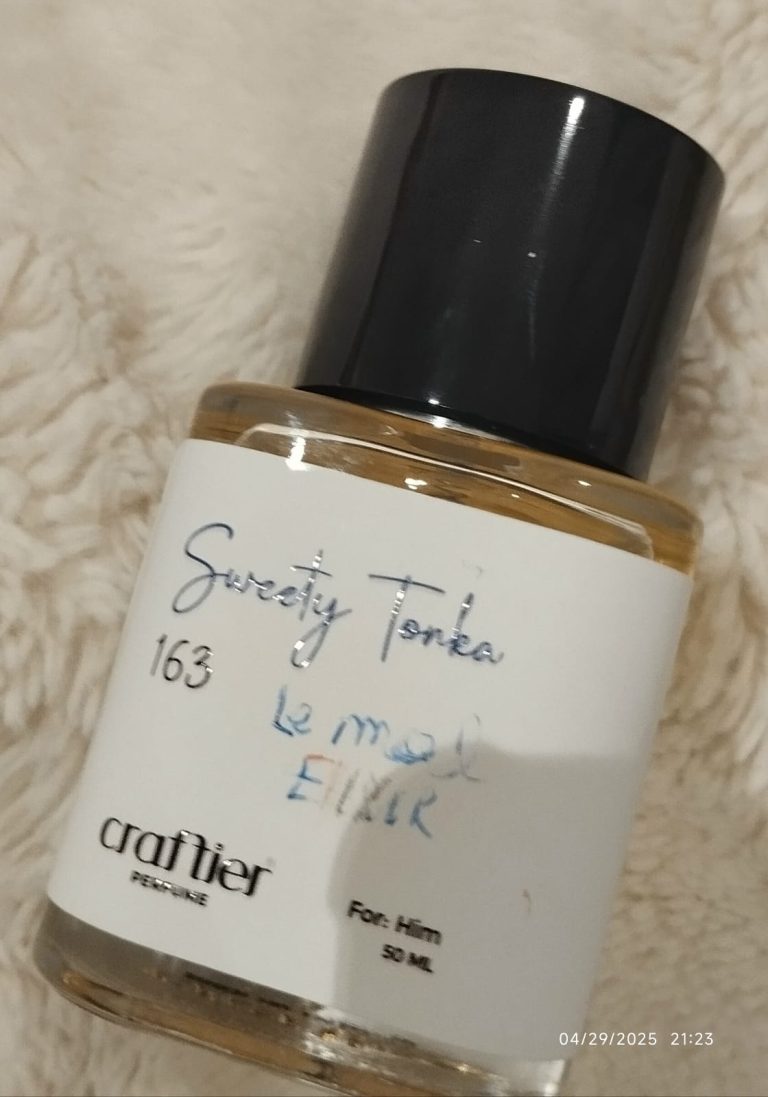 Sweety Tonka
163
Le mal
ELIXIR
craftier
PERFUME
For: Him
50 ML
04/29/2025 21:23